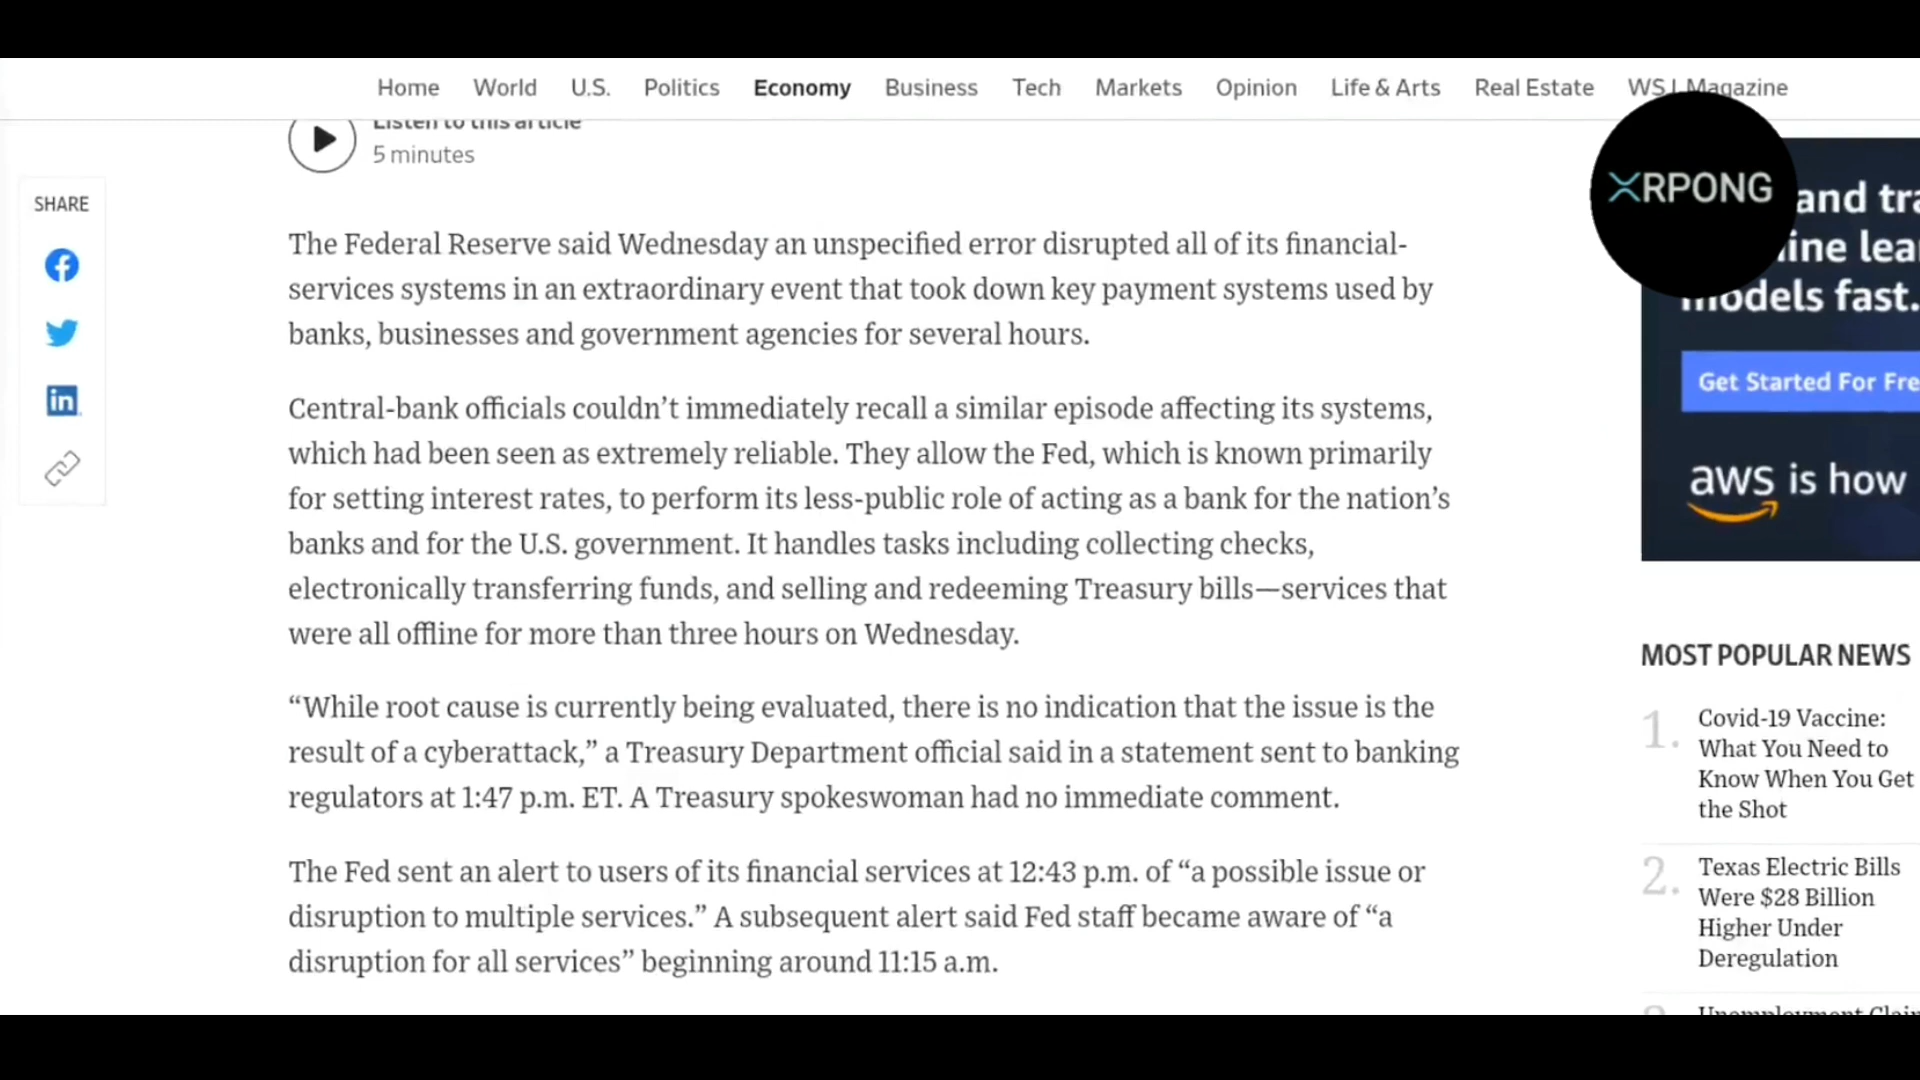 Home World U.S. Politics Economy Business Tech Markets Opinion Life & Arts Real Estate WSJ Magazine
Listen to this article
5 minutes
SHARE
XRPONG
The Federal Reserve said Wednesday an unspecified error disrupted all of its financial-
services systems in an extraordinary event that took down key payment systems used by
banks, businesses and government agencies for several hours.
Central-bank officials couldn’t immediately recall a similar episode affecting its systems,
which had been seen as extremely reliable. They allow the Fed, which is known primarily
for setting interest rates, to perform its less-public role of acting as a bank for the nation’s
banks and for the U.S. government. It handles tasks including collecting checks,
electronically transferring funds, and selling and redeeming Treasury bills—services that
were all offline for more than three hours on Wednesday.
“While root cause is currently being evaluated, there is no indication that the issue is the
result of a cyberattack,” a Treasury Department official said in a statement sent to banking
regulators at 1:47 p.m. ET. A Treasury spokeswoman had no immediate comment.
The Fed sent an alert to users of its financial services at 12:43 p.m. of “a possible issue or
disruption to multiple services.” A subsequent alert said Fed staff became aware of “a
disruption for all services” beginning around 11:15 a.m.
and
models fast.
Get Started For
aws is how
MOST POPULAR NEWS
1. Covid-19 Vaccine:
What You Need to
Know When You Get
the Shot
2. Texas Electric Bills
Were $28 Billion
Higher Under
Deregulation